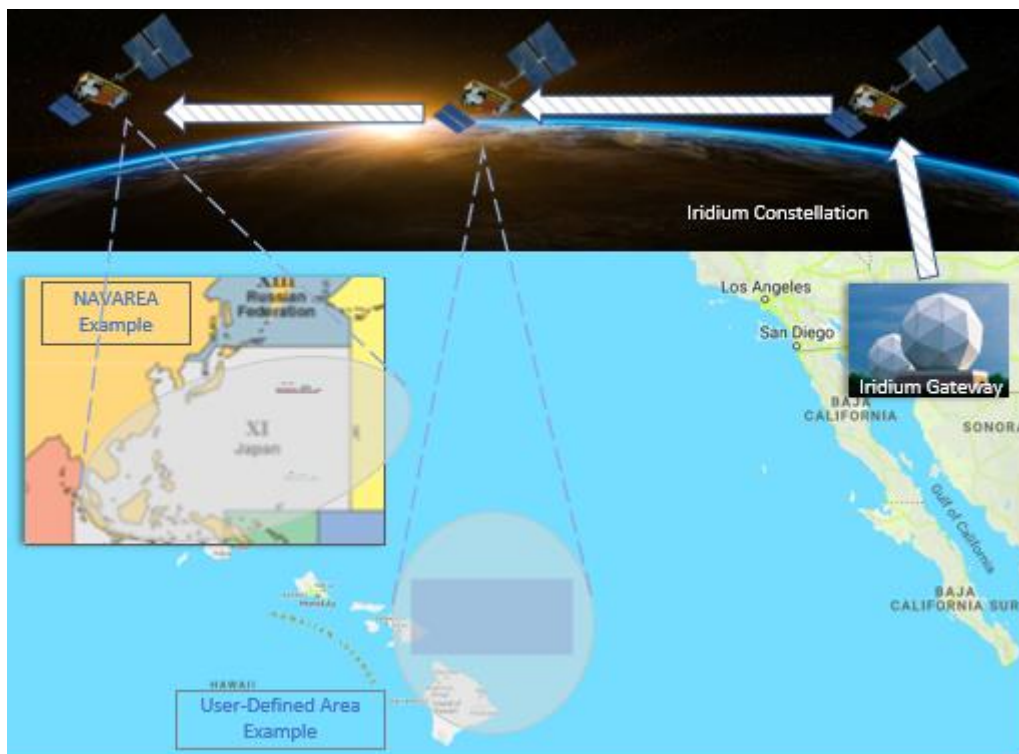 Iridium Constellation
NAVAREA
Example
XIII
Russian
Federation
XI
Japan
Los Angeles
San Diego
Iridium Gateway
BAJA
CALIFORNIA
SONORA
Gulf of California
BAJA
CALIFORNIA SUR
HAWAII
User-Defined Area
Example